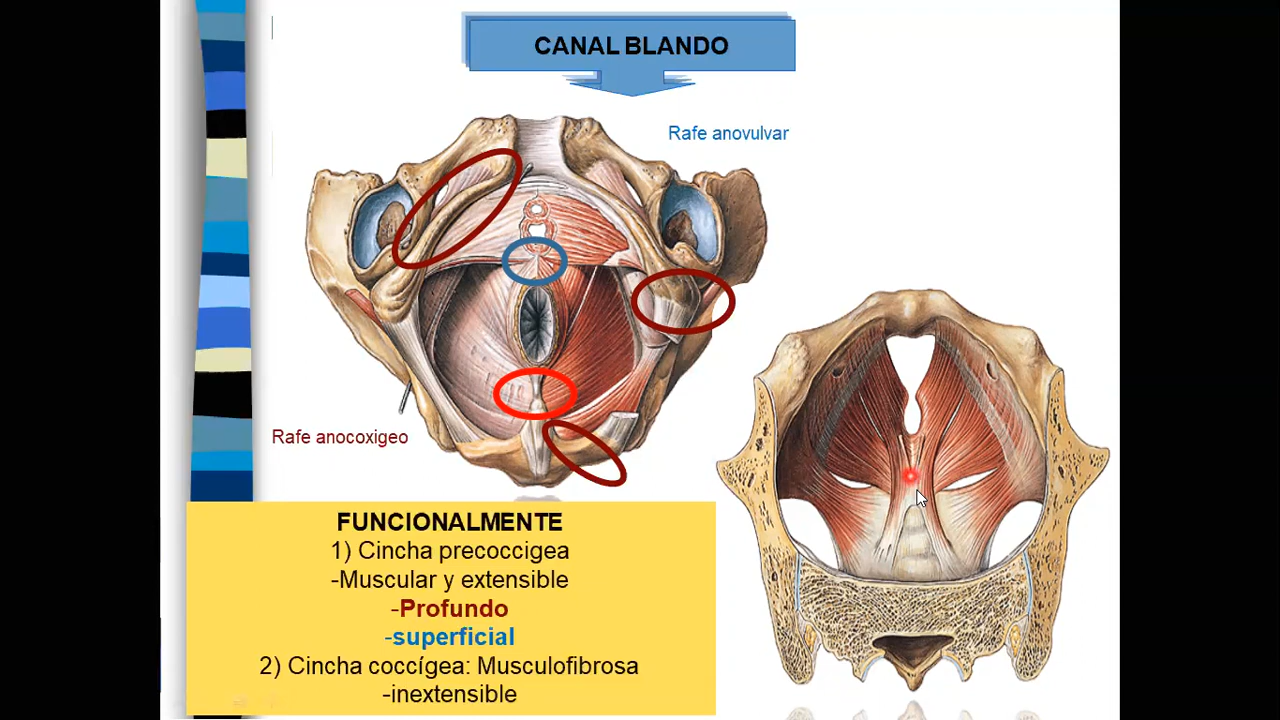 CANAL BLANDO
Rafe anovulvar
Rafe anocoxigeo
FUNCIONALMENTE
1) Cincha precoccigea
-Muscular y extensible
-Profundo
-superficial
2) Cincha coccígea: Musculofibrosa
-inextensible